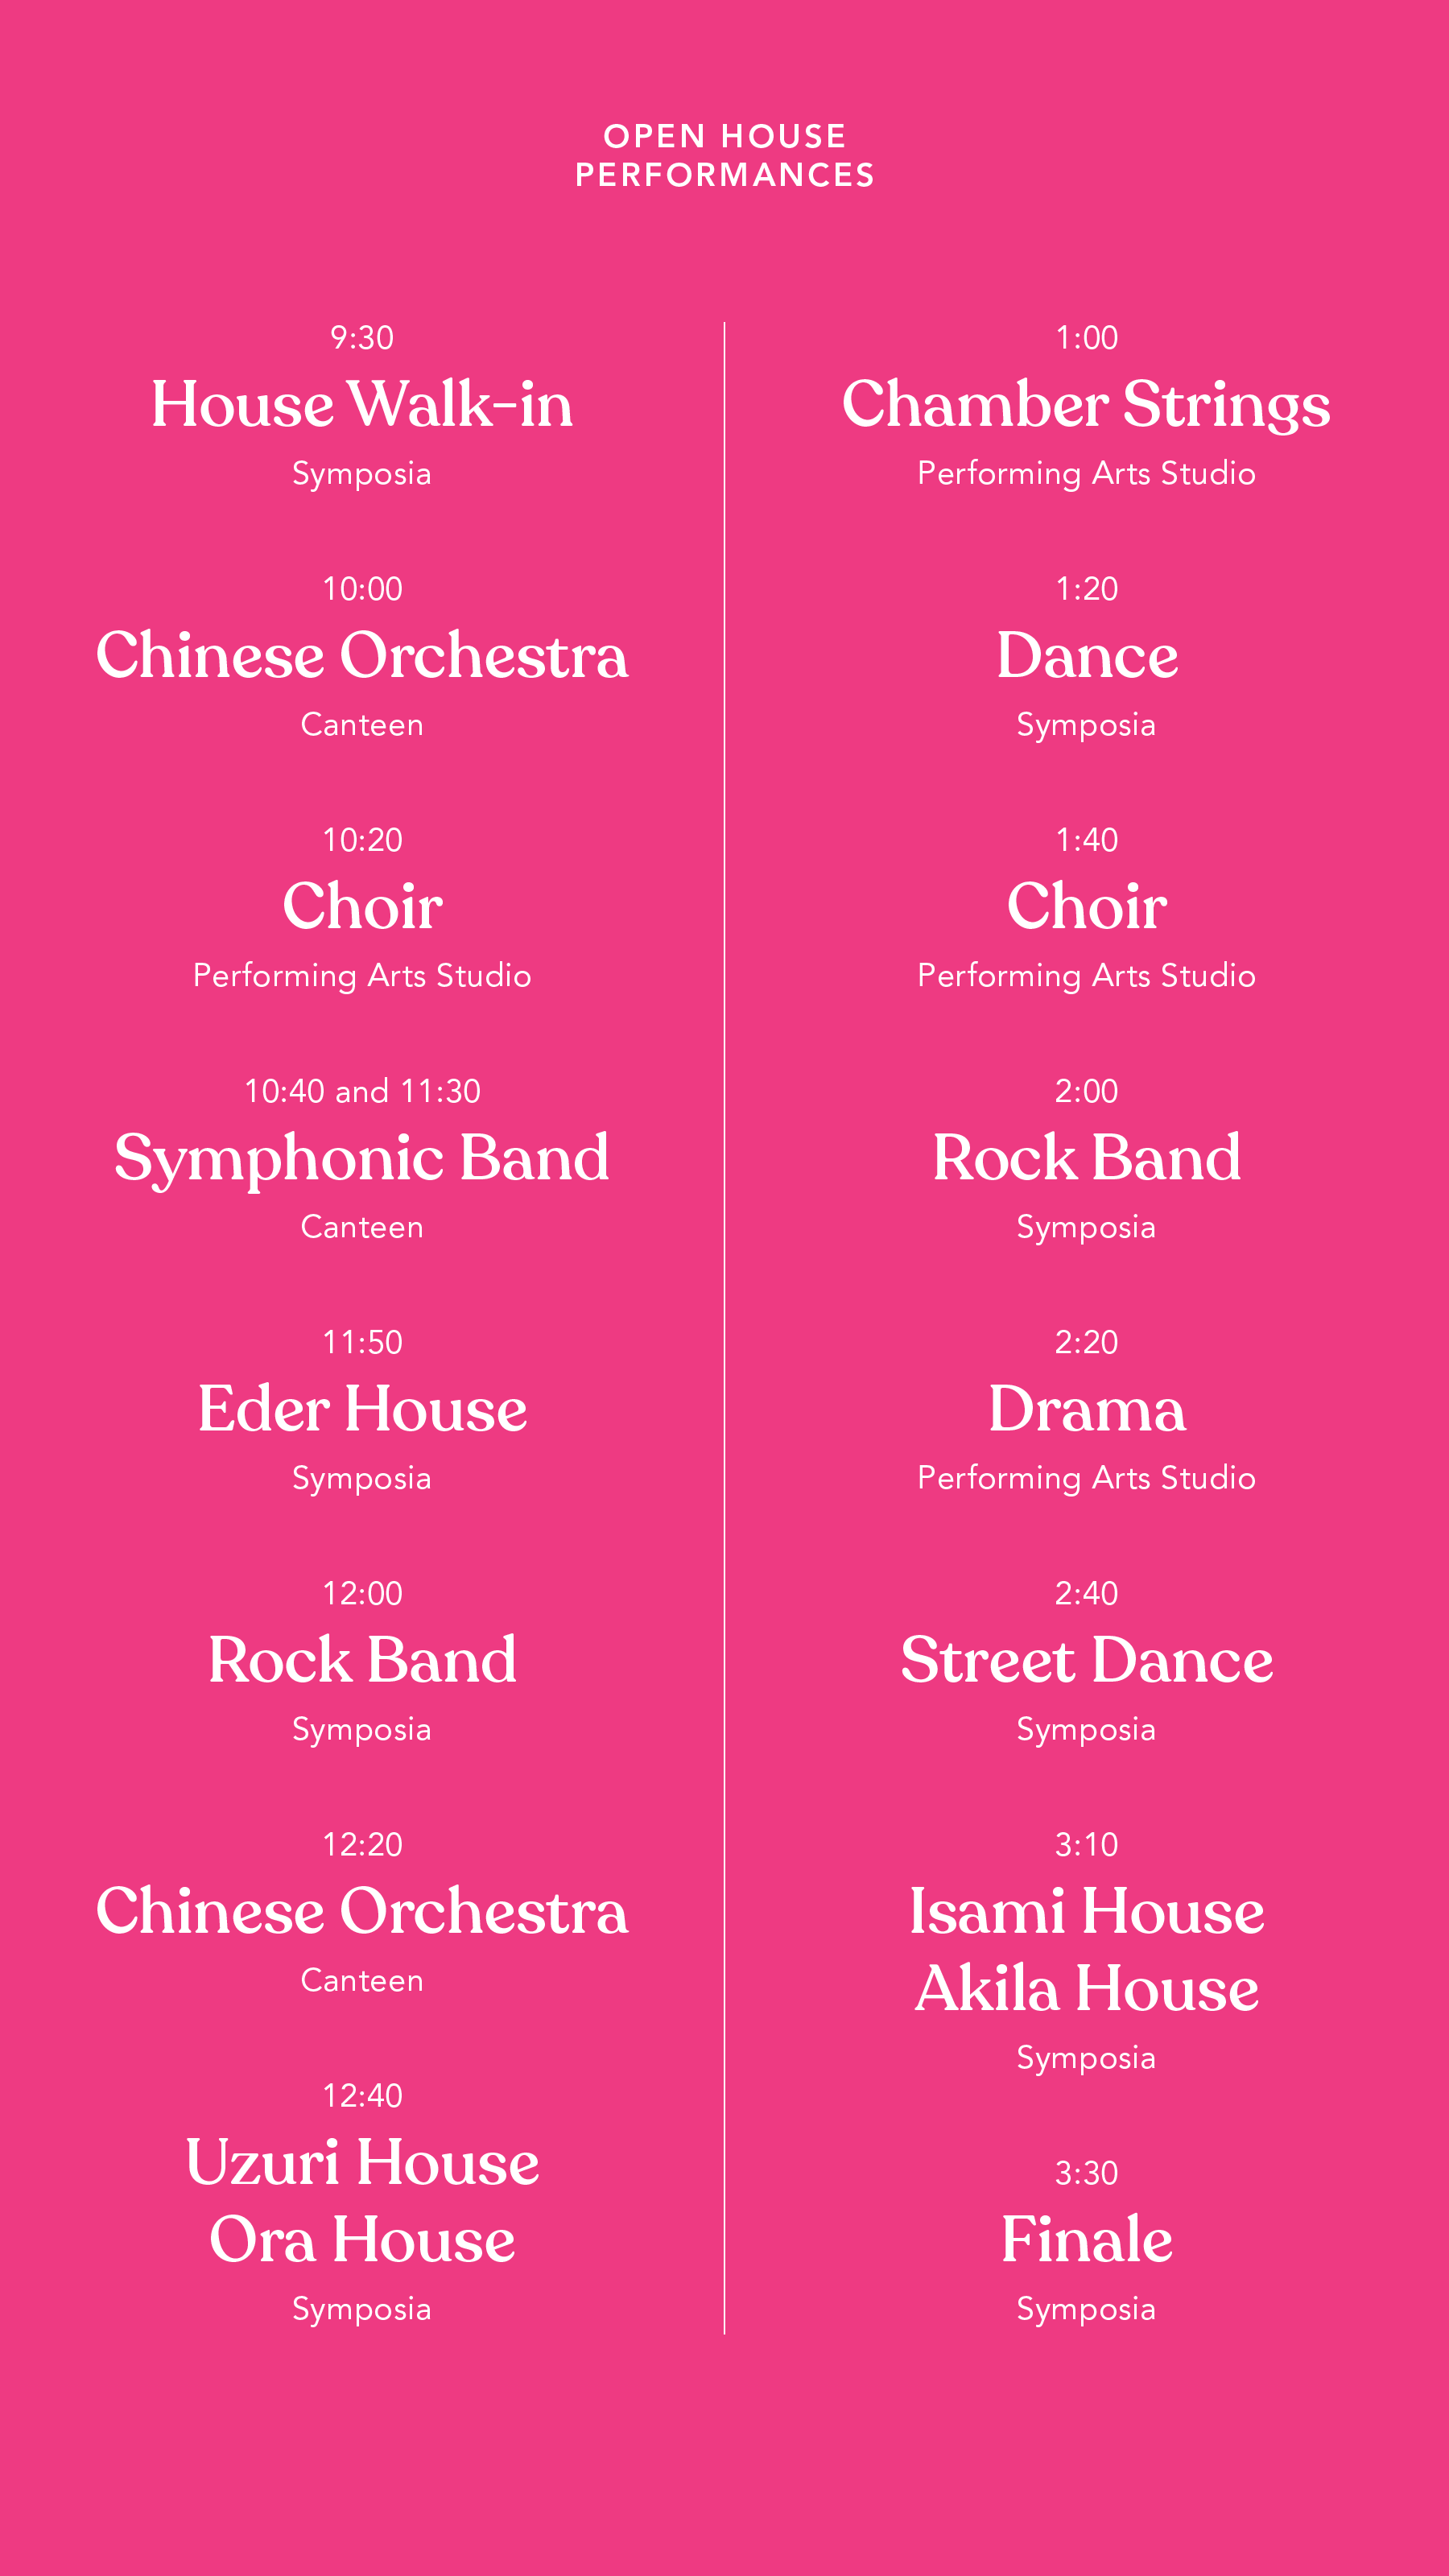 OPEN HOUSE
PERFORMANCES
9:30
House Walk-in
Symposia
10:00
Chinese Orchestra
Canteen
10:20
Choir
Performing Arts Studio
10:40 and 11:30
Symphonic Band
Canteen
11:50
Eder House
Symposia
12:00
Rock Band
Symposia
12:20
Chinese Orchestra
Canteen
12:40
Uzuri House
Ora House
Symposia
1:00
Chamber Strings
Performing Arts Studio
1:20
Dance
Symposia
1:40
Choir
Performing Arts Studio
2:00
Rock Band
Symposia
2:20
Drama
Performing Arts Studio
2:40
Street Dance
Symposia
3:10
Isami House
Akila House
Symposia
3:30
Finale
Symposia